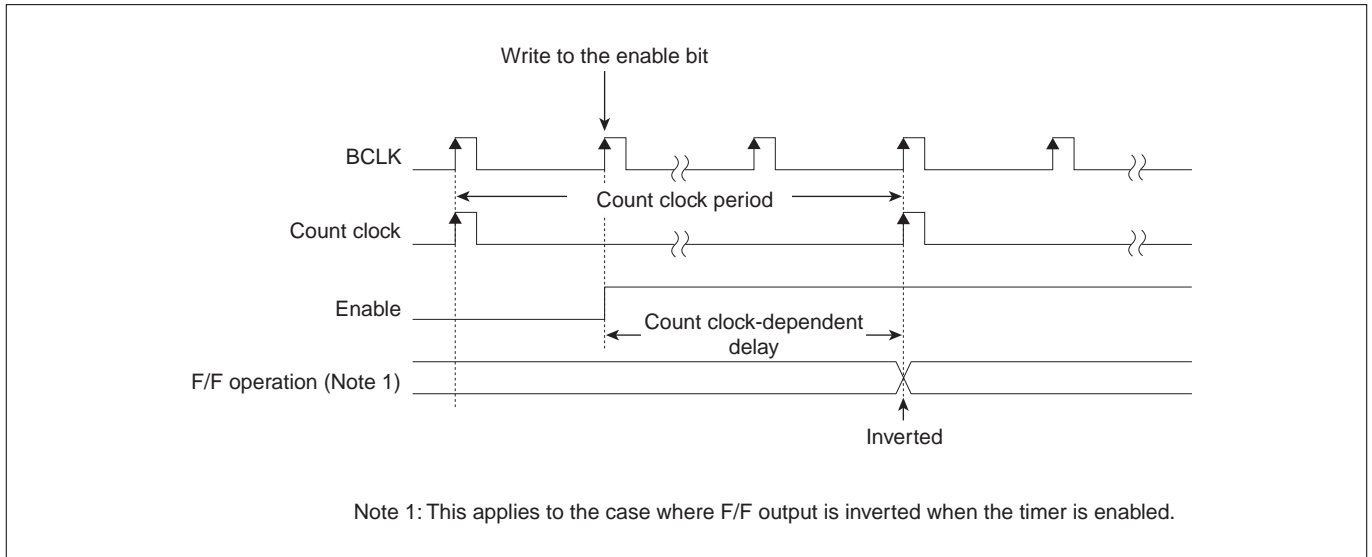 Write to the enable bit
BCLK
Count clock period
Count clock
Enable
Count clock-dependent
delay
F/F operation (Note 1)
Inverted
Note 1: This applies to the case where F/F output is inverted when the timer is enabled.